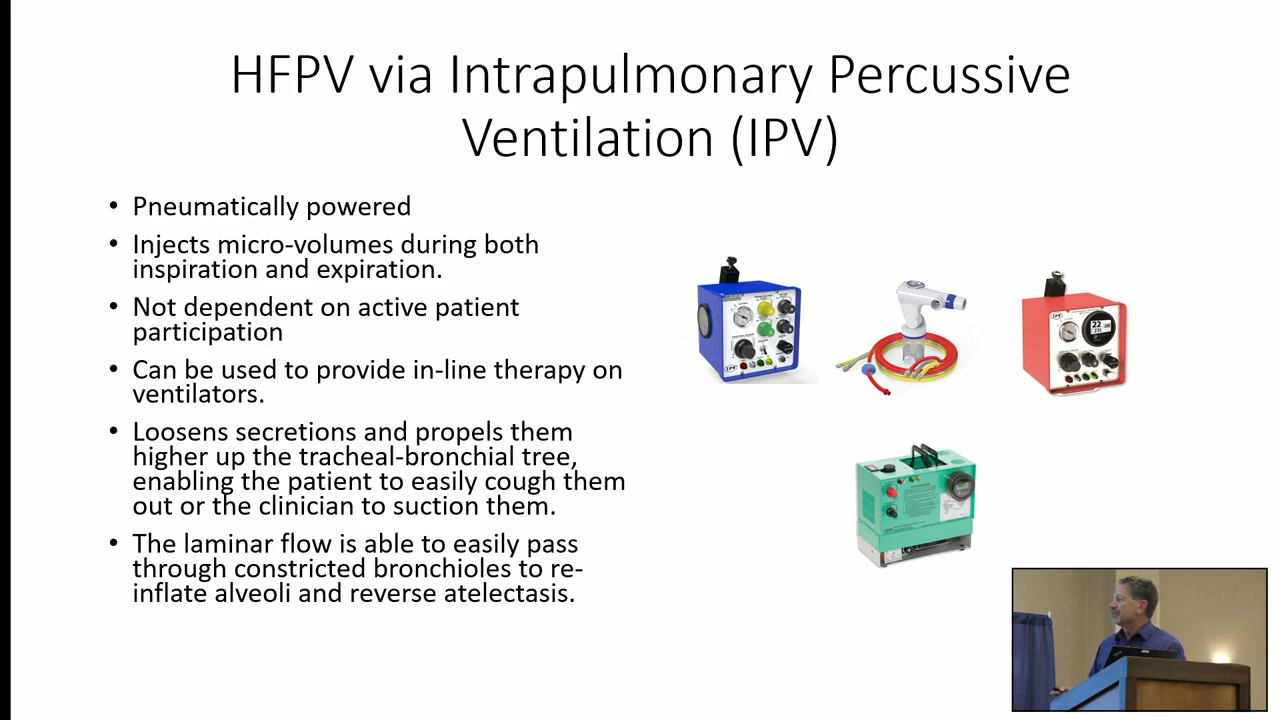 HFPV via Intrapulmonary Percussive
Ventilation (IPV)
• Pneumatically powered
• Injects micro-volumes during both
inspiration and expiration.
• Not dependent on active patient
participation
• Can be used to provide in-line therapy on
ventilators.
• Loosens secretions and propels them
higher up the tracheal-bronchial tree,
enabling the patient to easily cough them
out or the clinician to suction them.
• The laminar flow is able to easily pass
through constricted bronchioles to re-
inflate alveoli and reverse atelectasis.
22